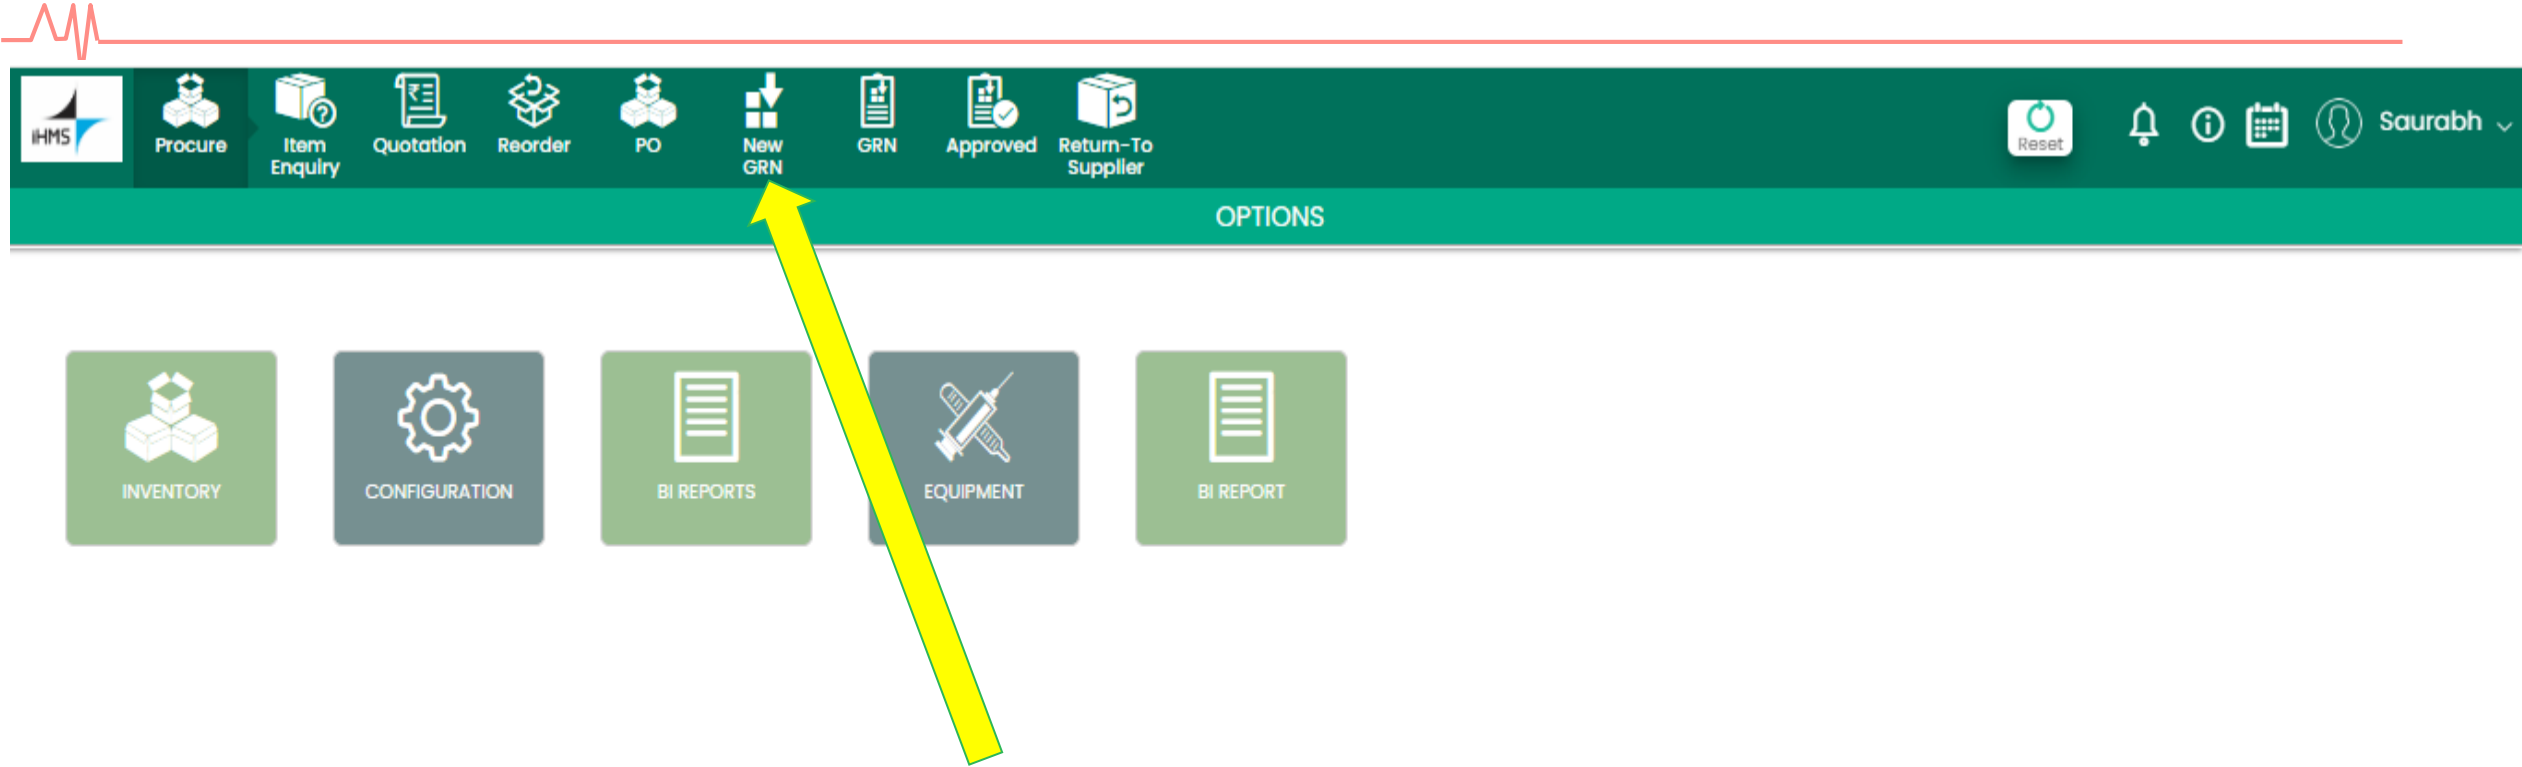 iHMS
Procure
Item
Enquiry
Quotation
Reorder
PO
New
GRN
GRN
Approved
Return-To
Supplier
Reset
Saurabh
OPTIONS
INVENTORY
CONFIGURATION
BI REPORTS
EQUIPMENT
BI REPORT